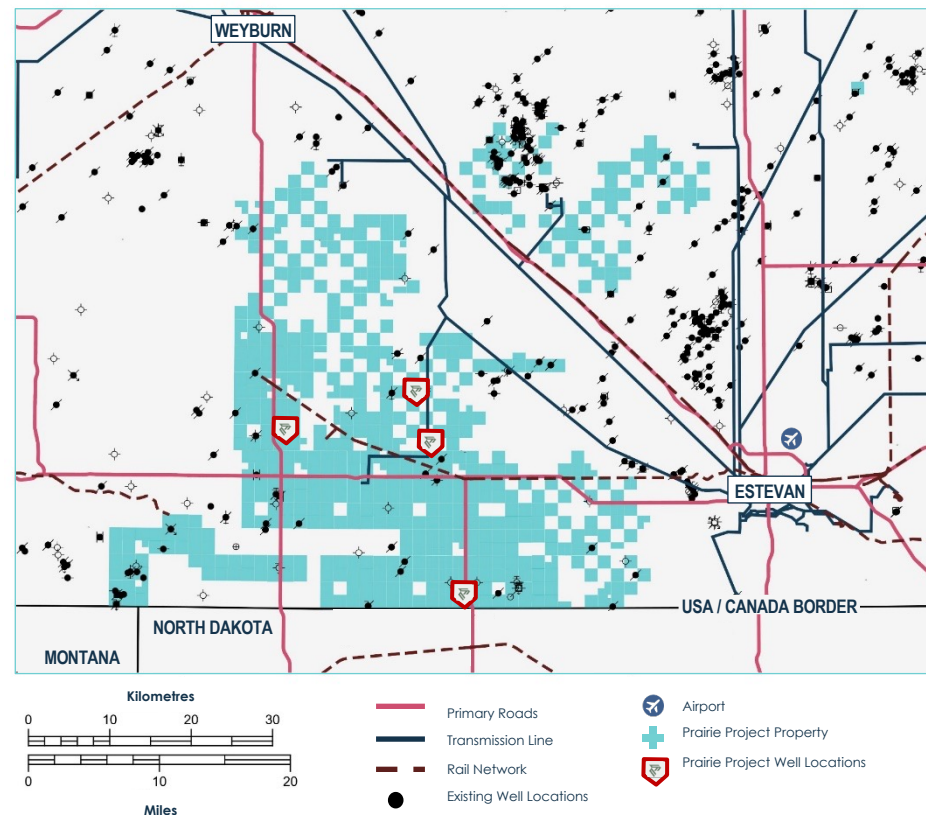 WEYBURN
ESTEVAN
USA / CANADA BORDER
NORTH DAKOTA
MONTANA
Kilometres
0 10 20 30
0 10 20
Miles
Primary Roads
Transmission Line
Rail Network
Existing Well Locations
Airport
Prairie Project Property
Prairie Project Well Locations